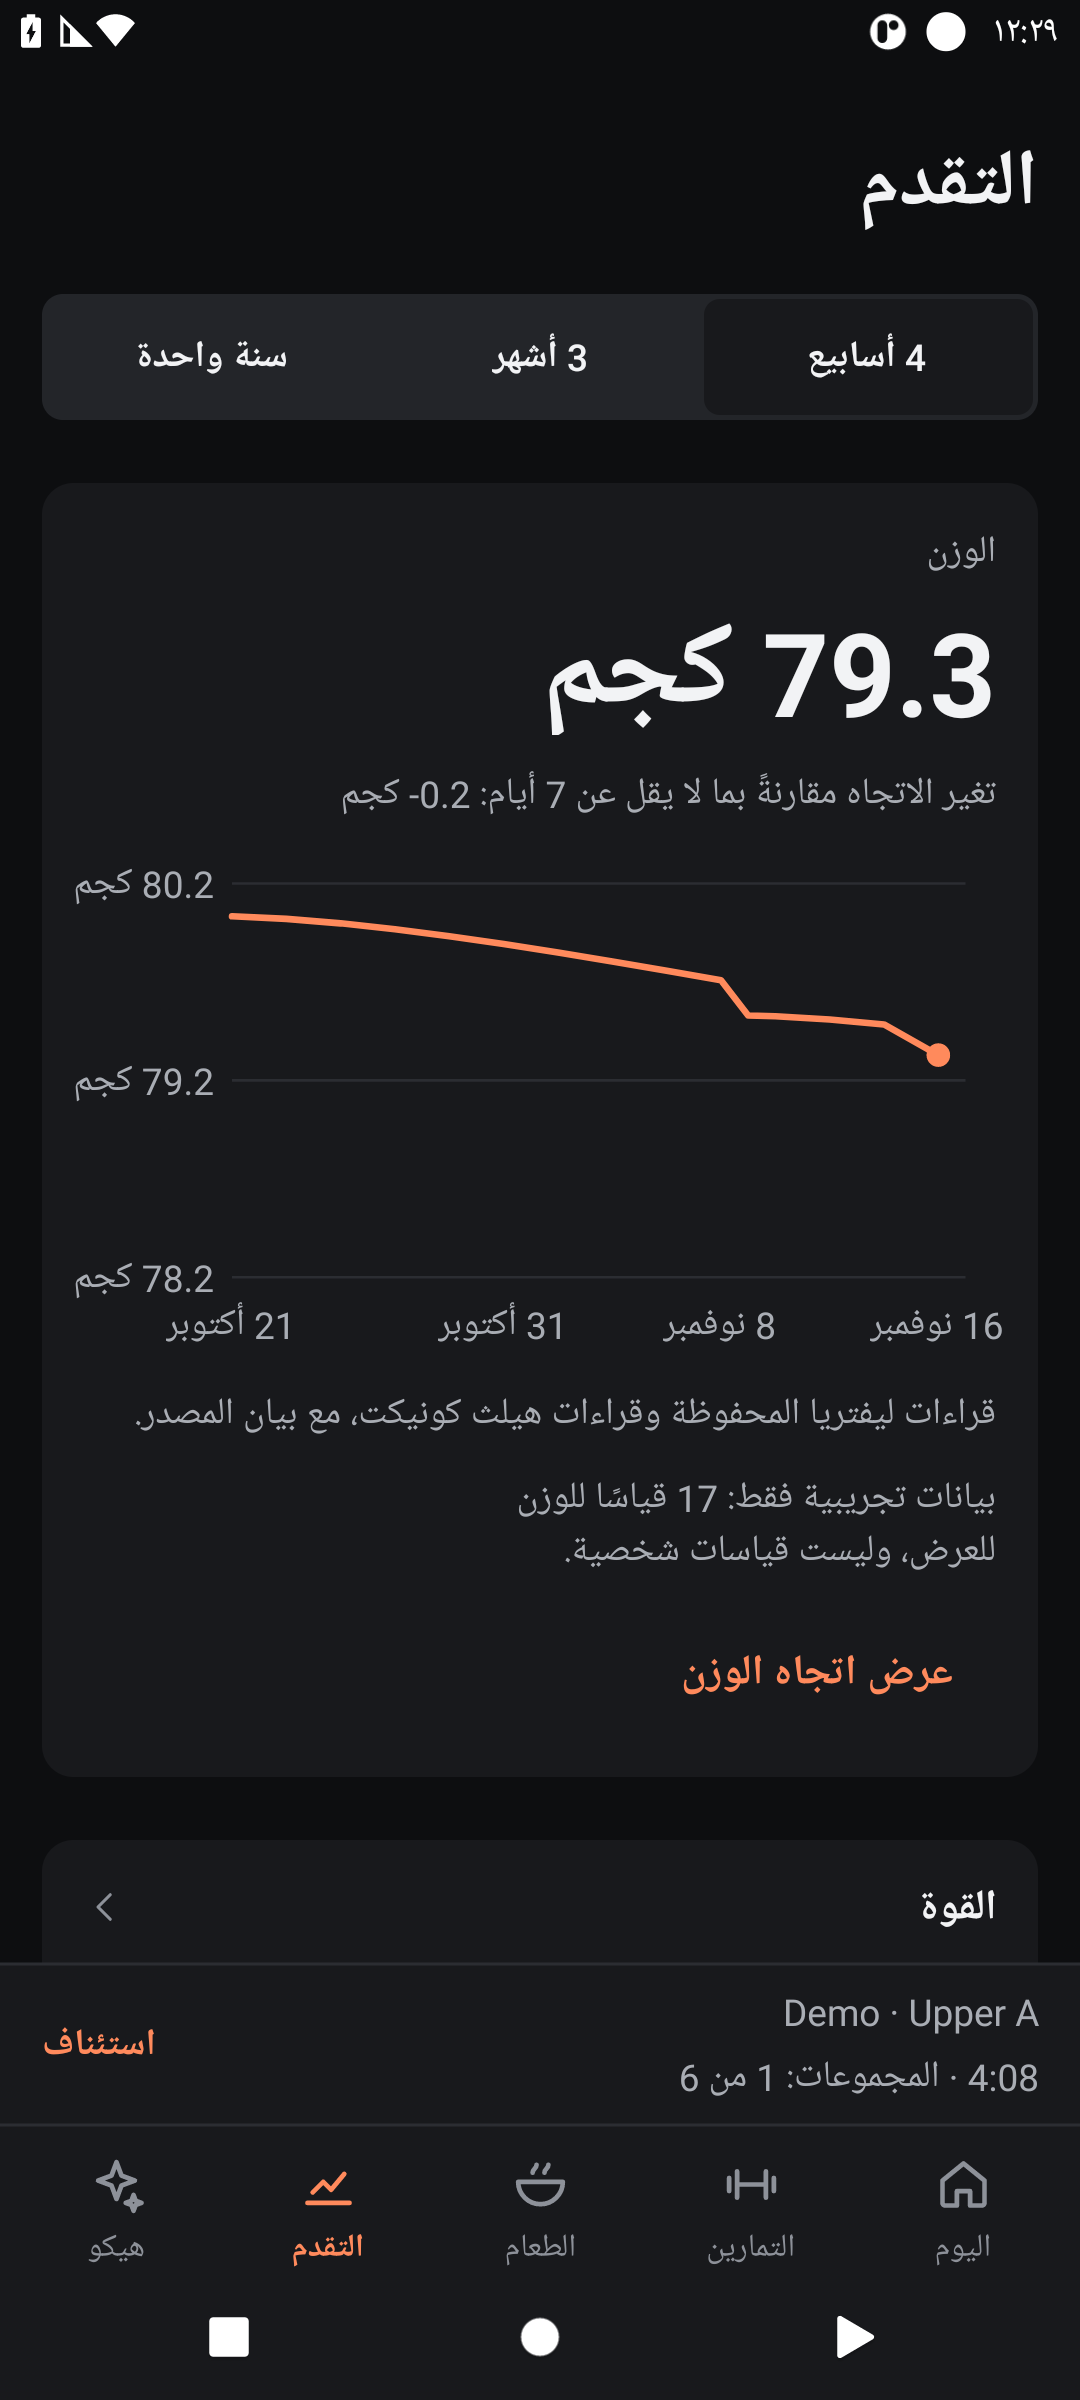 ١٢:٢٩
التقدم
4 أسابيع
3 أشهر
سنة واحدة
الوزن
79.3 كجم
تغير الاتجاه مقارنةً بما لا يقل عن 7 أيام: 0.2- كجم
80.2 كجم
79.2 كجم
78.2 كجم
21 أكتوبر
31 أكتوبر
8 نوفمبر
16 نوفمبر
قراءات ليفتريا المحفوظة وقراءات هيلث كونيكت، مع بيان المصدر.
بيانات تجريبية فقط: 17 قياسًا للوزن
للعرض، وليست قياسات شخصية.
عرض اتجاه الوزن
القوة
Demo · Upper A
4:08 · المجموعات: 1 من 6
استئناف
اليوم
التمارين
الطعام
التقدم
هيكو